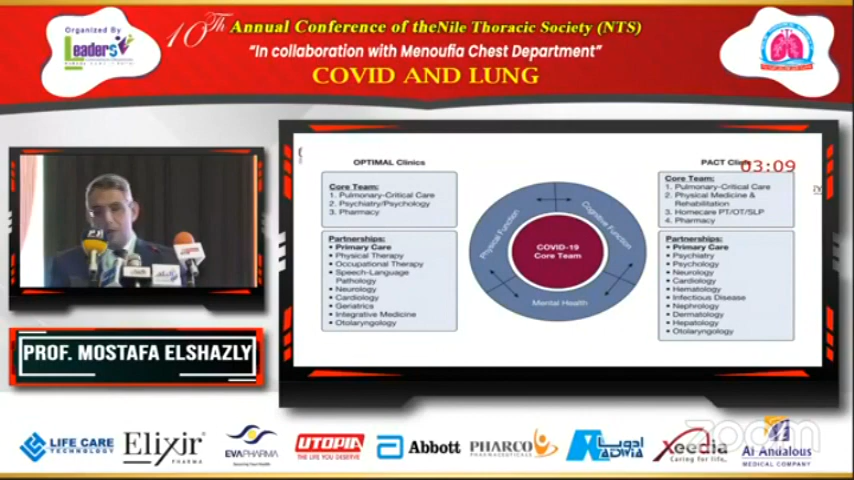 Organized By
Leaders
10Th Annual Conference of theNile Thoracic Society (NTS)
“In collaboration with Menoufia Chest Department”
COVID AND LUNG
OPTIMAL Clinics
Core Team:
1. Pulmonary-Critical Care
2. Psychiatry/Psychology
3. Pharmacy
Partnerships:
• Primary Care
• Physical Therapy
• Occupational Therapy
• Speech-Language
Pathology
• Neurology
• Cardiology
• Geriatrics
• Integrative Medicine
• Otolaryngology
Physical Function
Cognitive Function
COVID-19
Core Team
Mental Health
PACT
03:09
Core Team:
1. Pulmonary-Critical Care
2. Physical Medicine &
Rehabilitation
3. Homecare PT/OT/SLP
4. Pharmacy
Partnerships:
• Primary Care
• Psychiatry
• Psychology
• Neurology
• Cardiology
• Hematology
• Infectious Disease
• Nephrology
• Dermatology
• Hepatology
• Otolaryngology
PROF. MOSTAFA ELSHAZLY
LIFE CARE
TECHNOLOGY
Elixir
PHARMA
EVAPHARMA
UTOPIA
THE LIFE YOU DESERVE
Abbott
PHARCO
PHARMACEUTICALS
ادويا
ADWIA
Xeedia
Caring for life,
zoom
Al Andalous
MEDICAL COMPANY